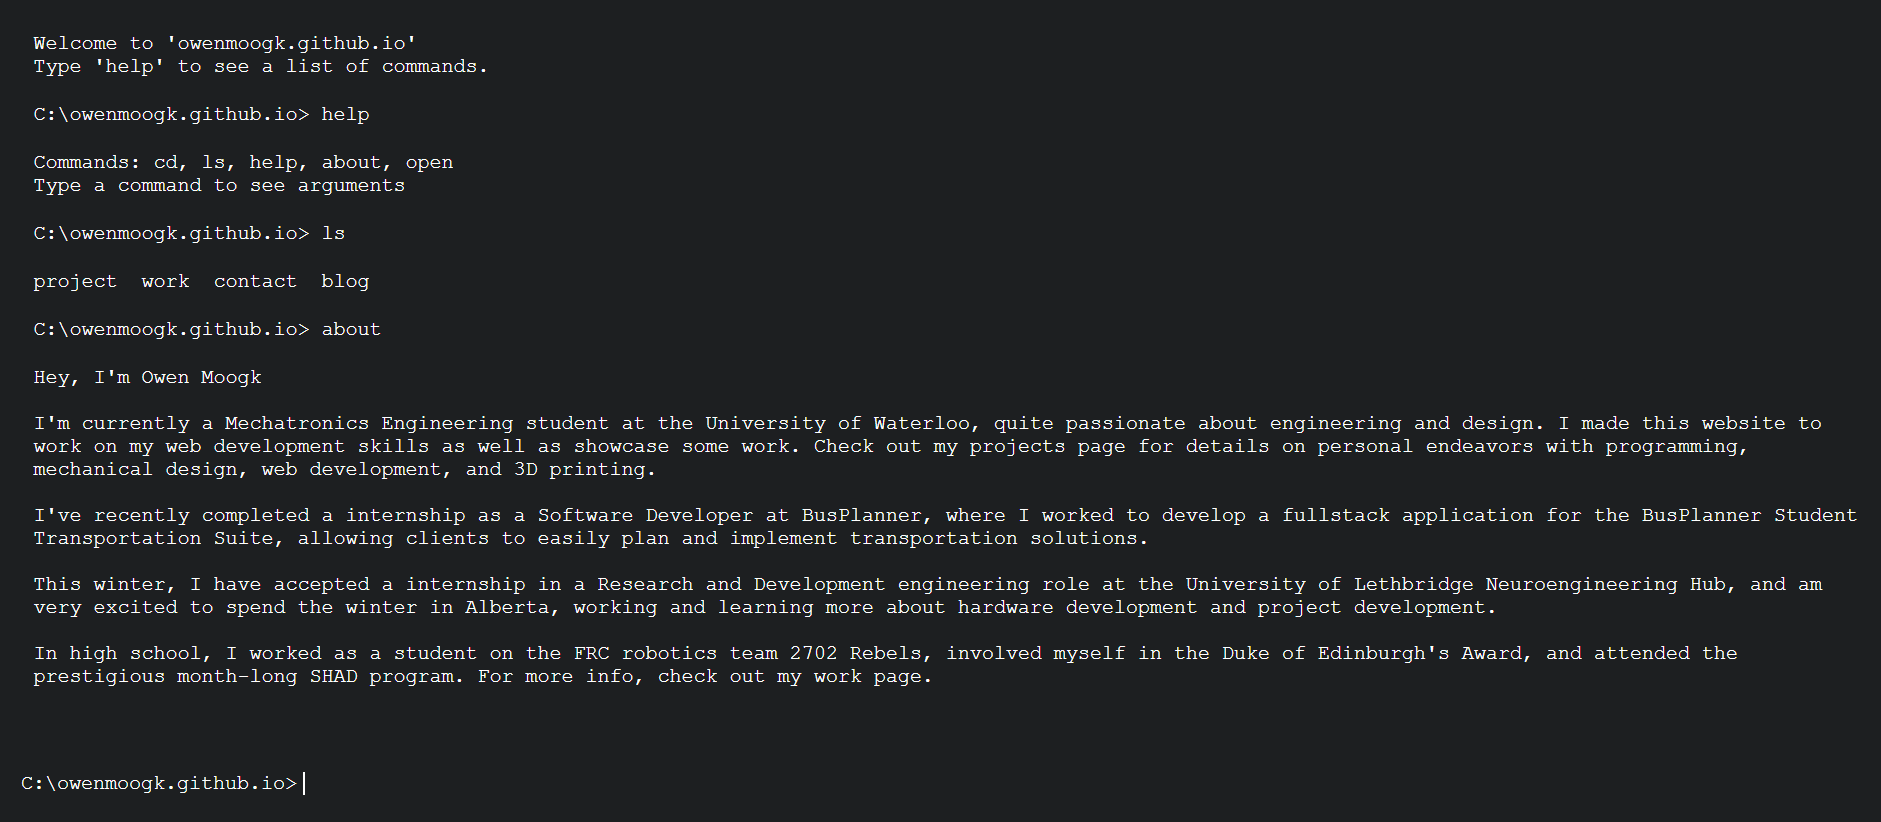 Welcome to 'owenmoogk.github.io'
Type 'help' to see a list of commands.
C:\owenmoogk.github.io> help
Commands: cd, ls, help, about, open
Type a command to see arguments
C:\owenmoogk.github.io> ls
project  work  contact  blog
C:\owenmoogk.github.io> about
Hey, I'm Owen Moogk
I'm currently a Mechatronics Engineering student at the University of Waterloo, quite passionate about engineering and design. I made this website to
work on my web development skills as well as showcase some work. Check out my projects page for details on personal endeavors with programming,
mechanical design, web development, and 3D printing.
I've recently completed a internship as a Software Developer at BusPlanner, where I worked to develop a fullstack application for the BusPlanner Student
Transportation Suite, allowing clients to easily plan and implement transportation solutions.
This winter, I have accepted a internship in a Research and Development engineering role at the University of Lethbridge Neuroengineering Hub, and am
very excited to spend the winter in Alberta, working and learning more about hardware development and project development.
In high school, I worked as a student on the FRC robotics team 2702 Rebels, involved myself in the Duke of Edinburgh's Award, and attended the
prestigious month-long SHAD program. For more info, check out my work page.
C:\owenmoogk.github.io>